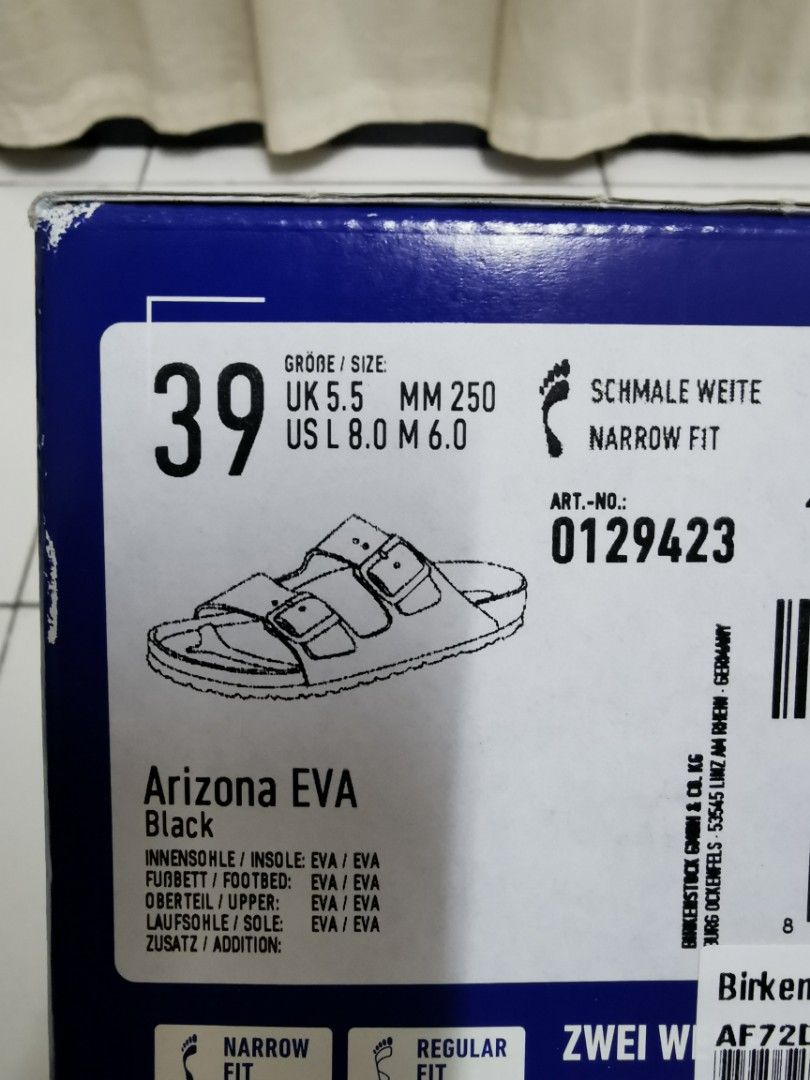 39
GRÖßE / SIZE:
UK 5.5 MM 250
US L 8.0 M 6.0
SCHMALE WEITE
NARROW FIT
ART.-NO.:
0129423
Arizona EVA
Black
INNENSOHLE / INSOLE: EVA / EVA
FUßBETT / FOOTBED: EVA / EVA
OBERTEIL / UPPER: EVA / EVA
LAUFSOHLE / SOLE: EVA / EVA
ZUSATZ / ADDITION:
BIRKENSTOCK GMBH & CO. KG
BURG OCKENFELS · 53545 LINZ AM RHEIN · GERMANY
8
Birken
AF72
NARROW
FIT
REGULAR
FIT
ZWEI